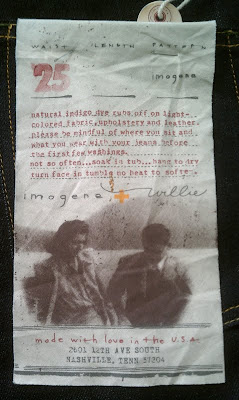 WAIST LENGTH PATTERN
25 imogene
natural indigo dye rubs off on light-
colored fabric, upholstery and leather.
please be mindful of where you sit and
what you wear with your jeans before
the first few washings.
not so often...soak in tub...hang to dry
turn face in tumble no heat to soften
imogene + willie
made with love in the U.S.A.
2601 12TH AVE SOUTH
NASHVILLE, TENN 37204